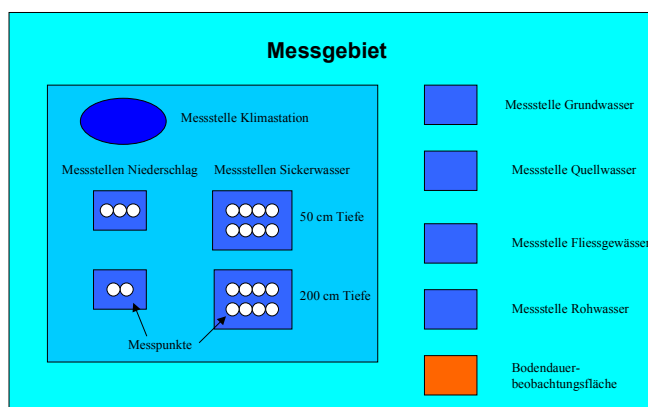 Messgebiet
Messstelle Klimastation
Messstellen Niederschlag
Messstellen Sickerwasser
50 cm Tiefe
200 cm Tiefe
Messpunkte
Messstelle Grundwasser
Messstelle Quellwasser
Messstelle Fliessgewässer
Messstelle Rohwasser
Bodendauer-
beobachtungsfläche